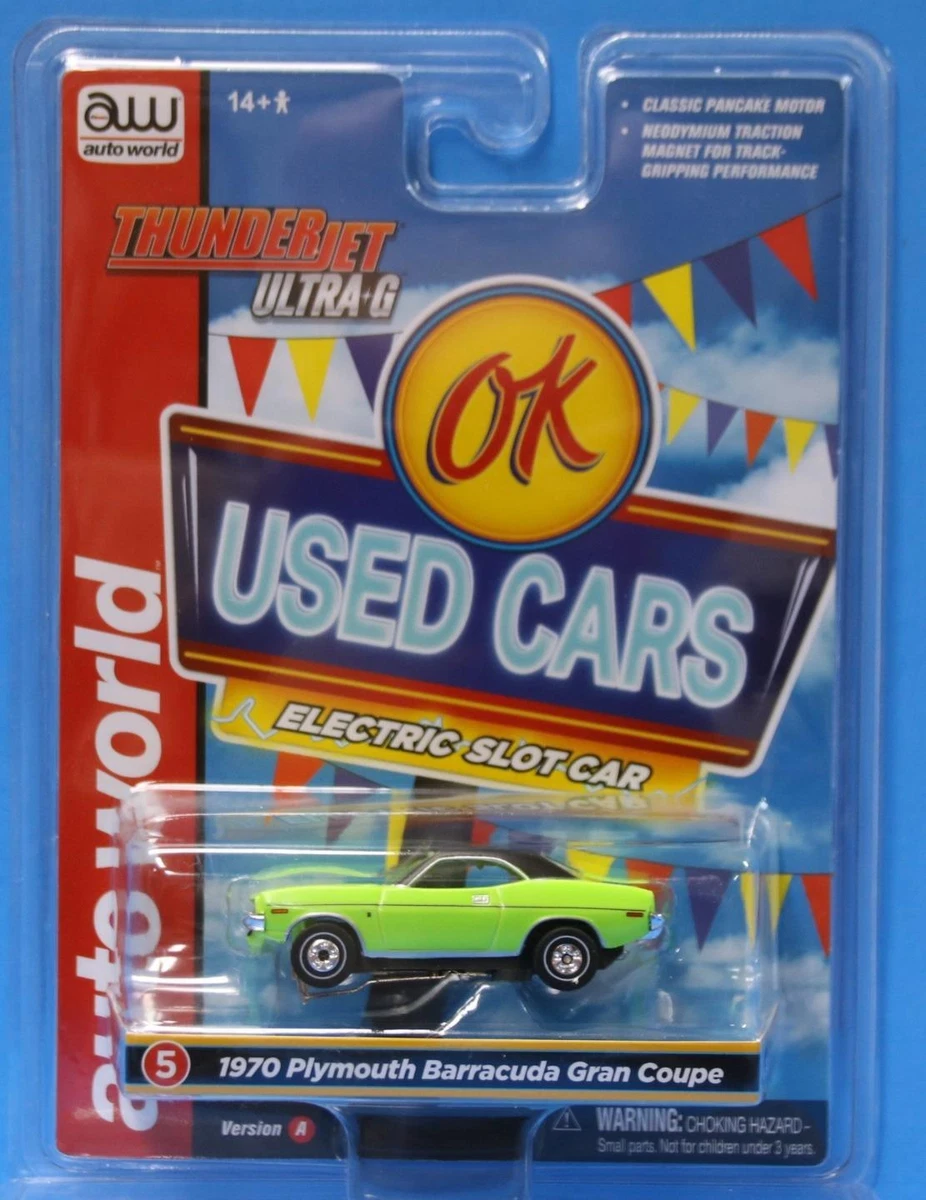 aw
auto world
14+
• CLASSIC PANCAKE MOTOR
• NEODYMIUM TRACTION
MAGNET FOR TRACK-
GRIPPING PERFORMANCE
THUNDERJET
ULTRA-G
OK
USED CARS
ELECTRIC SLOT CAR
auto world™
5
1970 Plymouth Barracuda Gran Coupe
Version A
WARNING: CHOKING HAZARD -
Small parts. Not for children under 3 years.